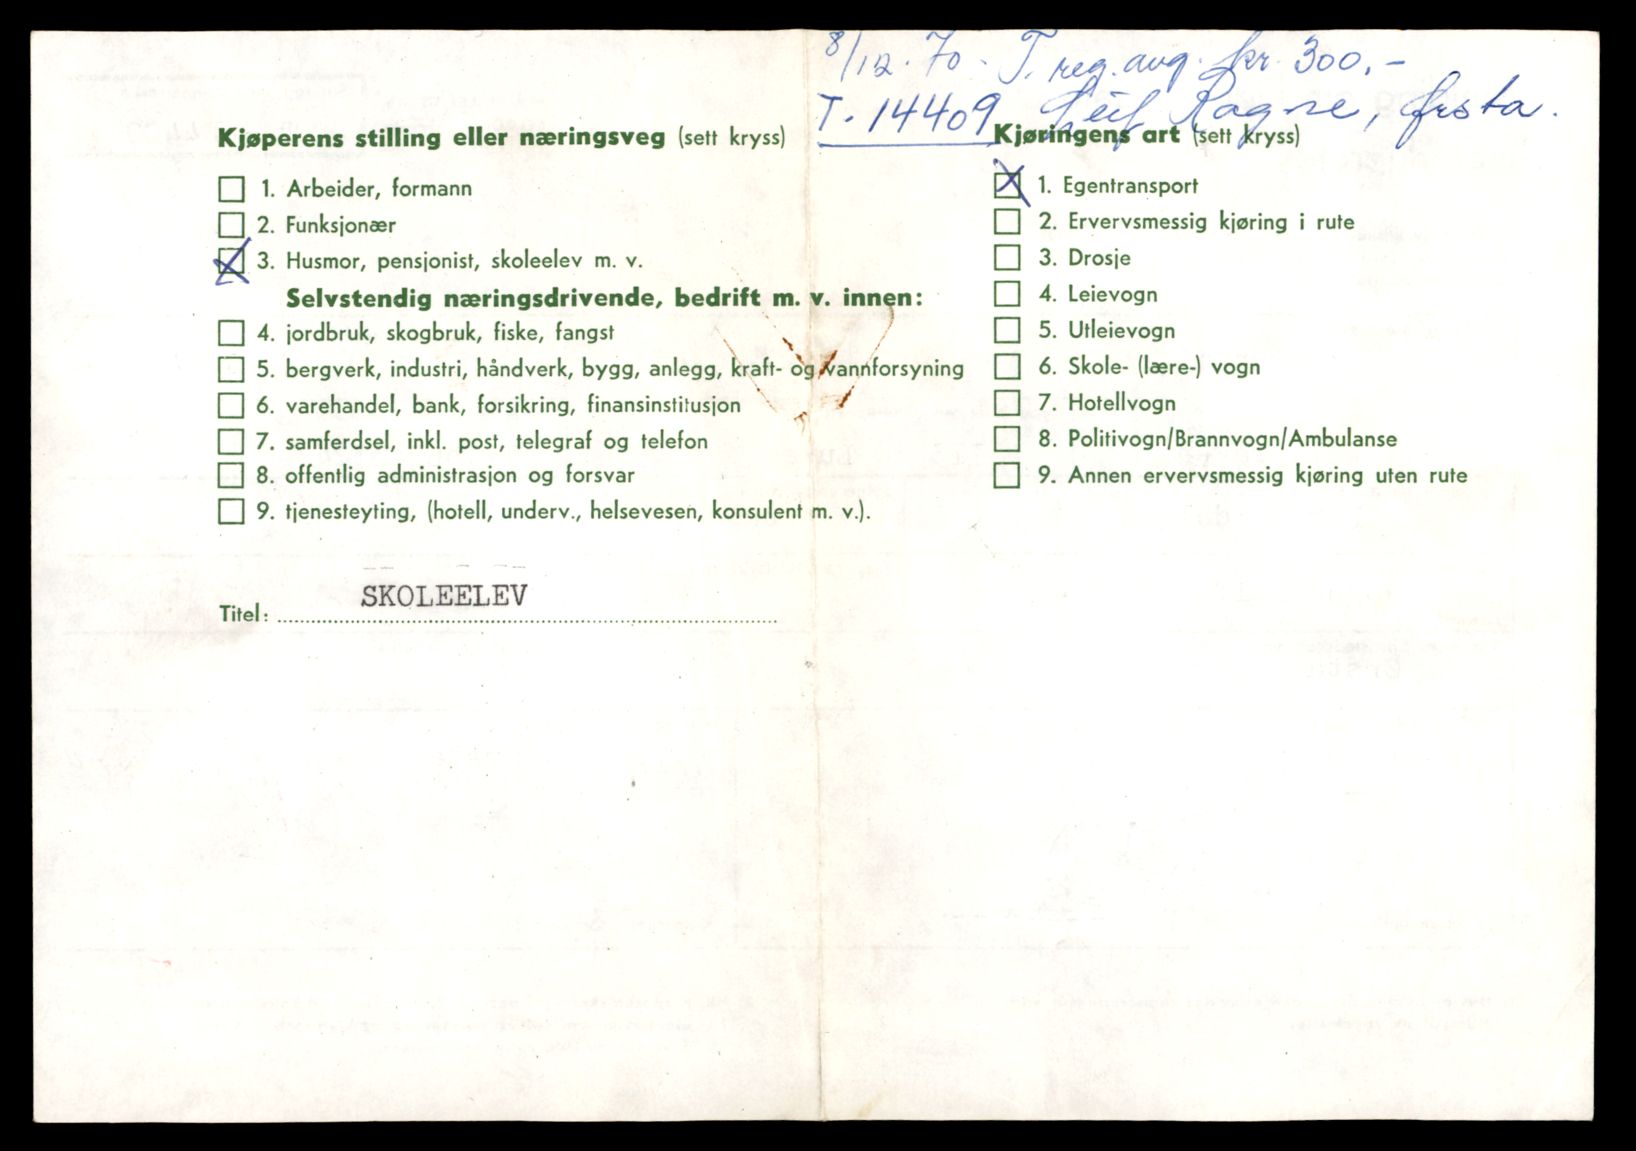 8/12.70. T. reg. avg. kr. 300,-
T. 14409 Leif Rogne, Ørsta.
Kjøperens stilling eller næringsveg (sett kryss)
1. Arbeider, formann
2. Funksjonær
X 3. Husmor, pensjonist, skoleelev m. v.
Selvstendig næringsdrivende, bedrift m. v. innen:
4. jordbruk, skogbruk, fiske, fangst
5. bergverk, industri, håndverk, bygg, anlegg, kraft- og vannforsyning
6. varehandel, bank, forsikring, finansinstitusjon
7. samferdsel, inkl. post, telegraf og telefon
8. offentlig administrasjon og forsvar
9. tjenesteyting, (hotell, underv., helsevesen, konsulent m. v.).
Titel: SKOLEELEV
Kjøringens art (sett kryss)
X 1. Egentransport
2. Ervervsmessig kjøring i rute
3. Drosje
4. Leievogn
5. Utleievogn
6. Skole- (lære-) vogn
7. Hotellvogn
8. Politivogn/Brannvogn/Ambulanse
9. Annen ervervsmessig kjøring uten rute